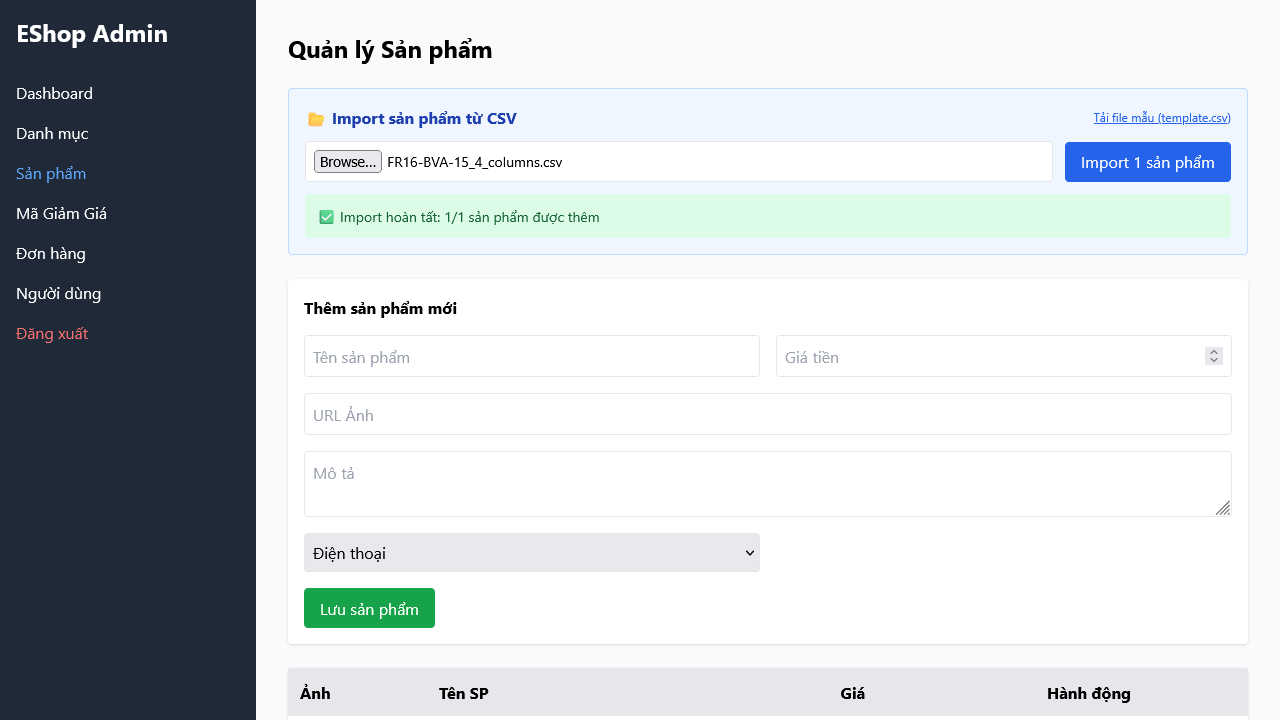 EShop Admin
Dashboard
Danh mục
Sản phẩm
Mã Giảm Giá
Đơn hàng
Người dùng
Đăng xuất
Quản lý Sản phẩm
Import sản phẩm từ CSV
Tải file mẫu (template.csv)
Browse... FR16-BVA-15_4_columns.csv
Import 1 sản phẩm
Import hoàn tất: 1/1 sản phẩm được thêm
Thêm sản phẩm mới
Tên sản phẩm
Giá tiền
URL Ảnh
Mô tả
Điện thoại
Lưu sản phẩm
Ảnh Tên SP Giá Hành động